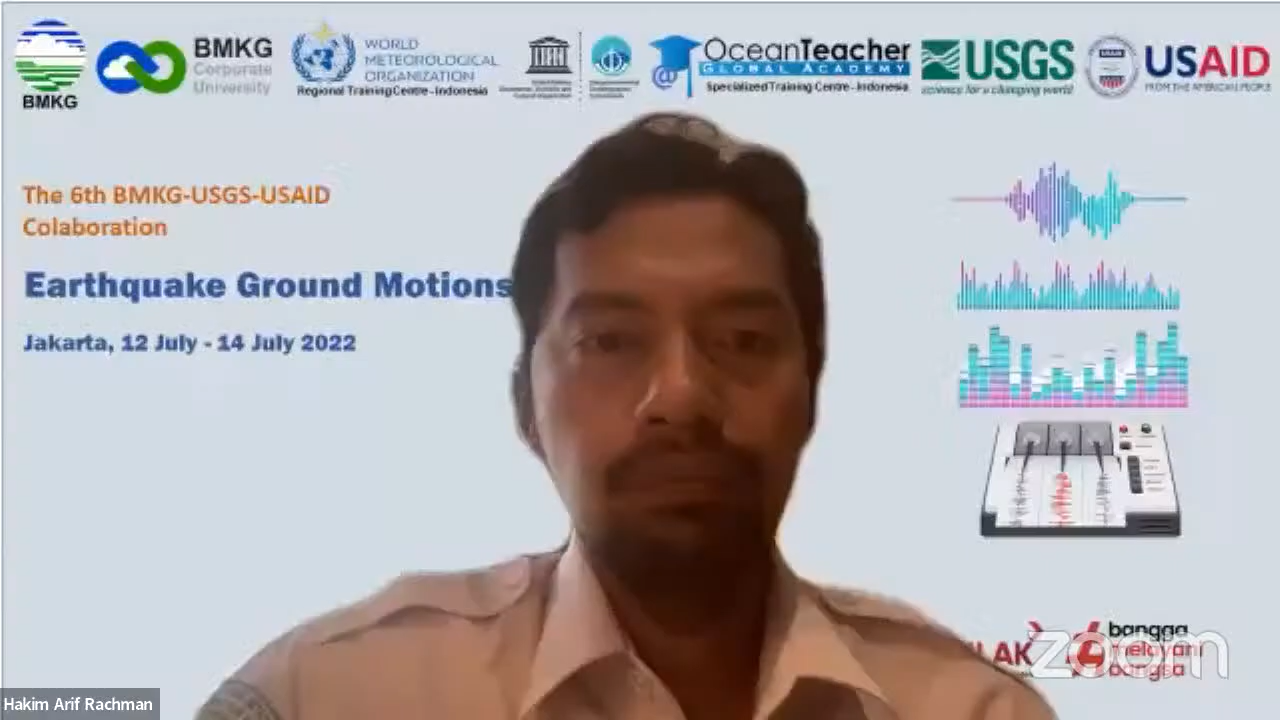 BMKG
BMKG
Corporate
University
WORLD
METEOROLOGICAL
ORGANIZATION
Regional Training Centre - Indonesia
OceanTeacher
GLOBAL ACADEMY
Specialized Training Centre - Indonesia
USGS
science for a changing world
USAID
FROM THE AMERICAN PEOPLE
The 6th BMKG-USGS-USAID
Colaboration
Earthquake Ground Motions
Jakarta, 12 July - 14 July 2022
LAK
bangga
melayani
bangsa
zoom
Hakim Arif Rachman